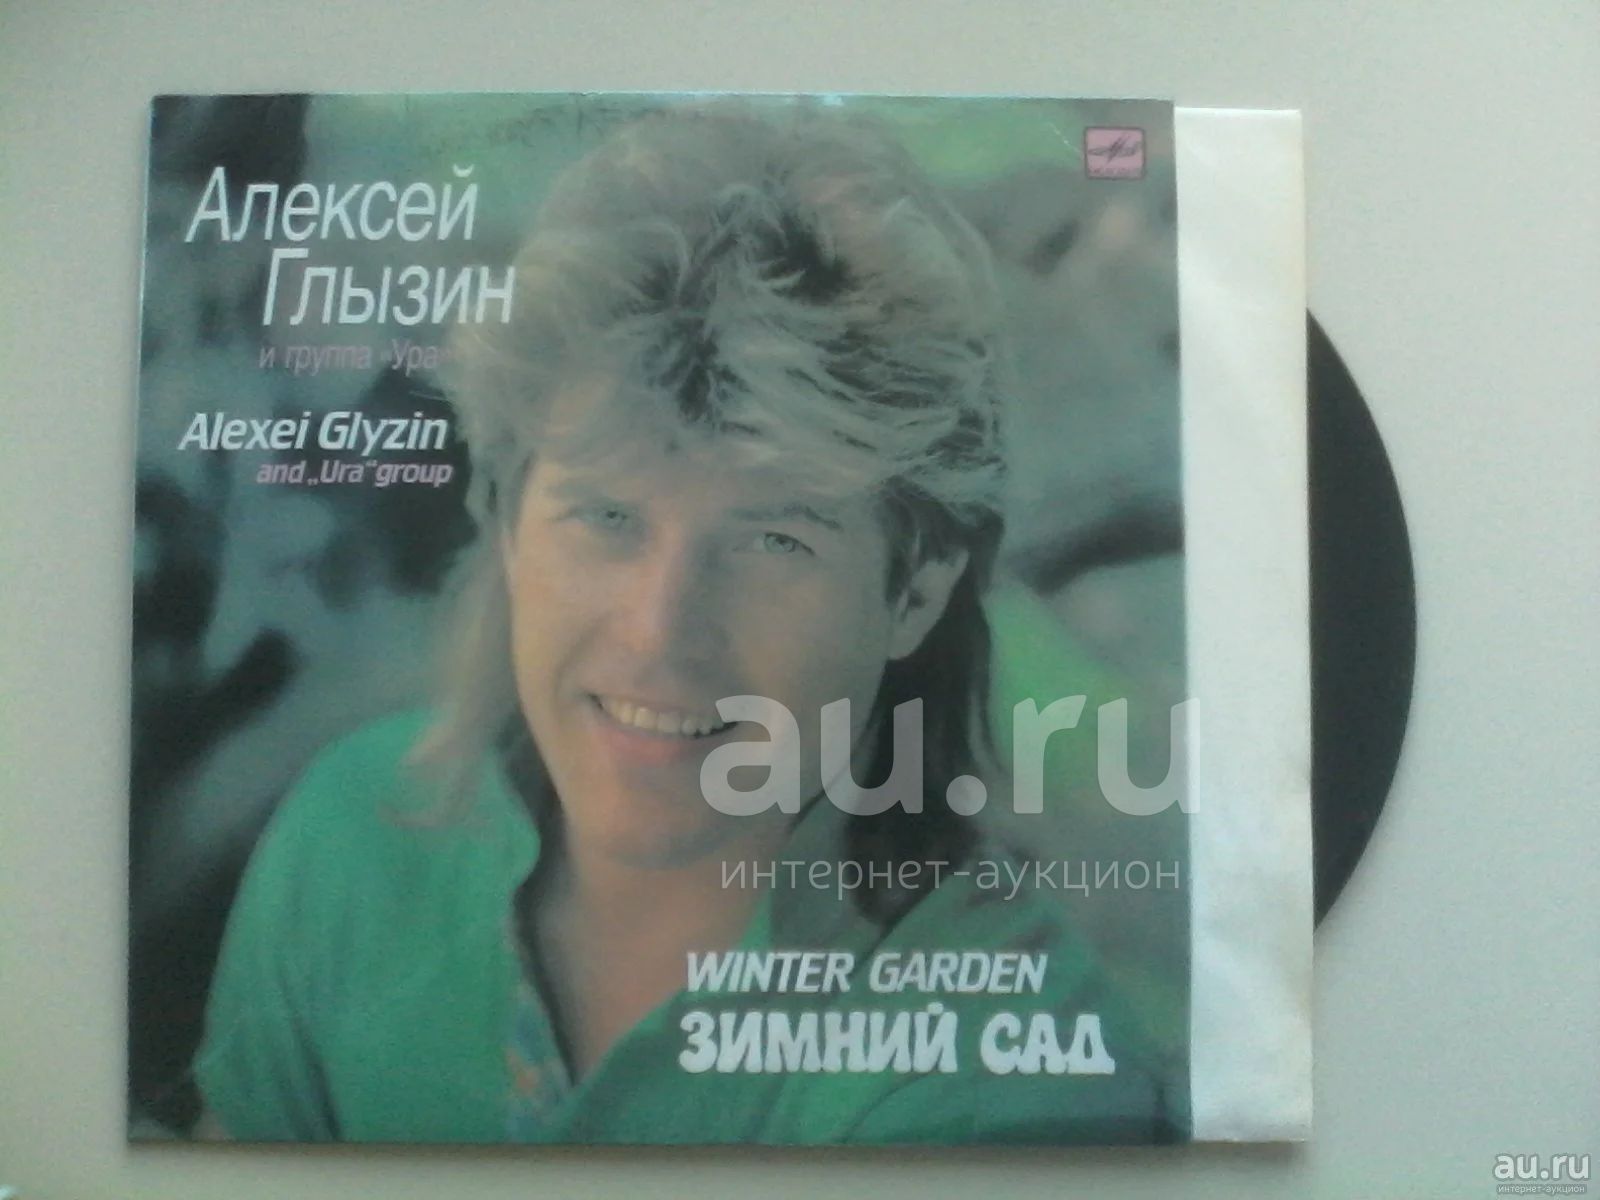 Алексей
Глызин
и группа «Ура»
Alexei Glyzin
and „Ura“ group
au.ru
интернет-аукцион
WINTER GARDEN
ЗИМНИЙ САД
au.ru
интернет-аукцион